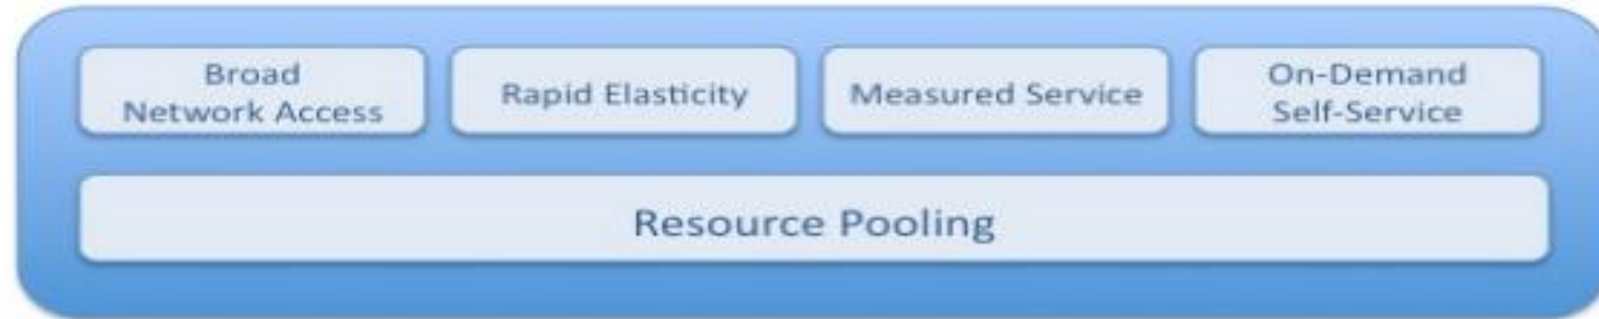 Broad
Network Access
Rapid Elasticity
Measured Service
On-Demand
Self-Service
Resource Pooling